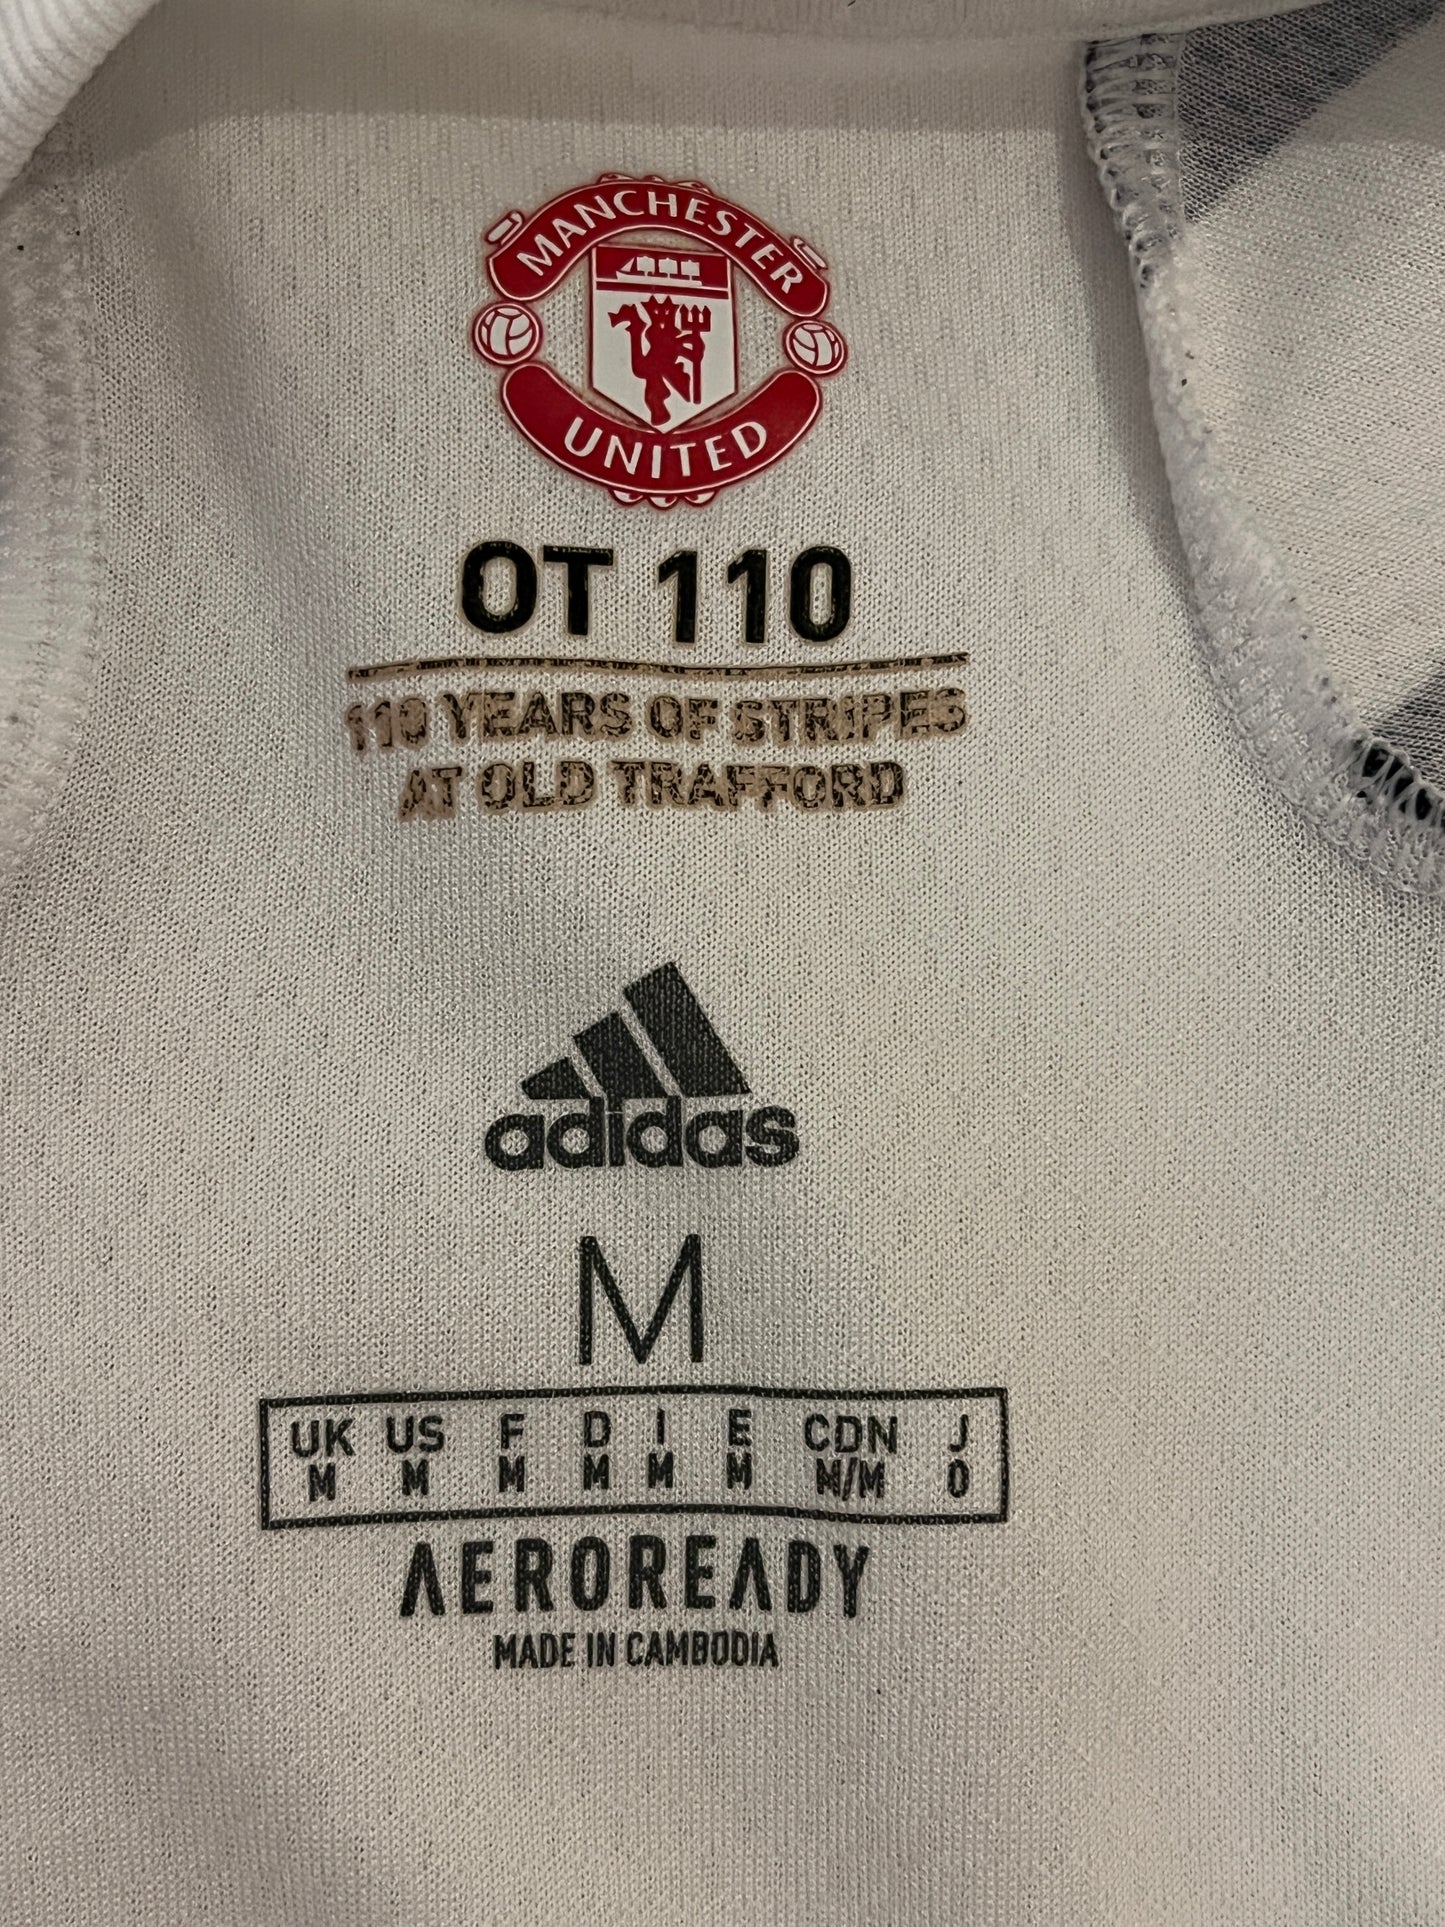 MANCHESTER
UNITED
OT 110
110 YEARS OF STRIPES
AT OLD TRAFFORD
adidas
M
UK US F D I E CDN J
M M M M M M M/M O
AEROREADY
MADE IN CAMBODIA